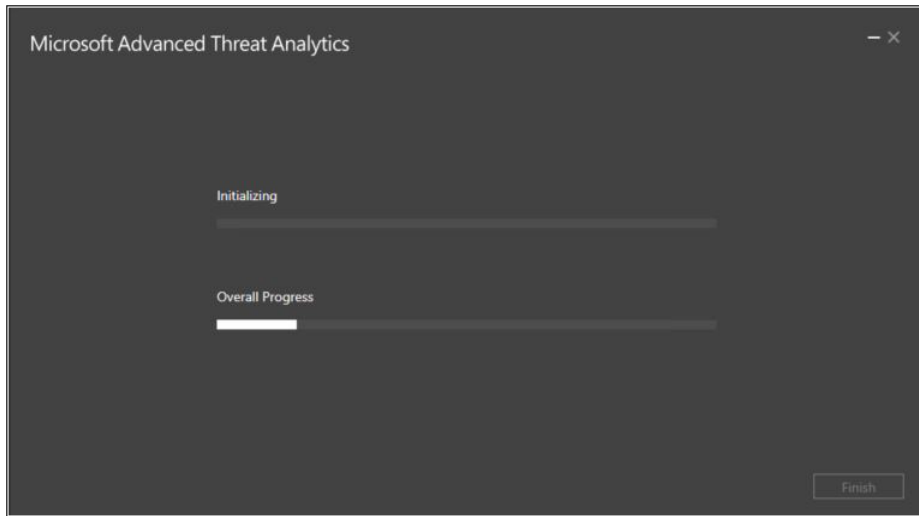 Microsoft Advanced Threat Analytics
Initializing
Overall Progress
Finish